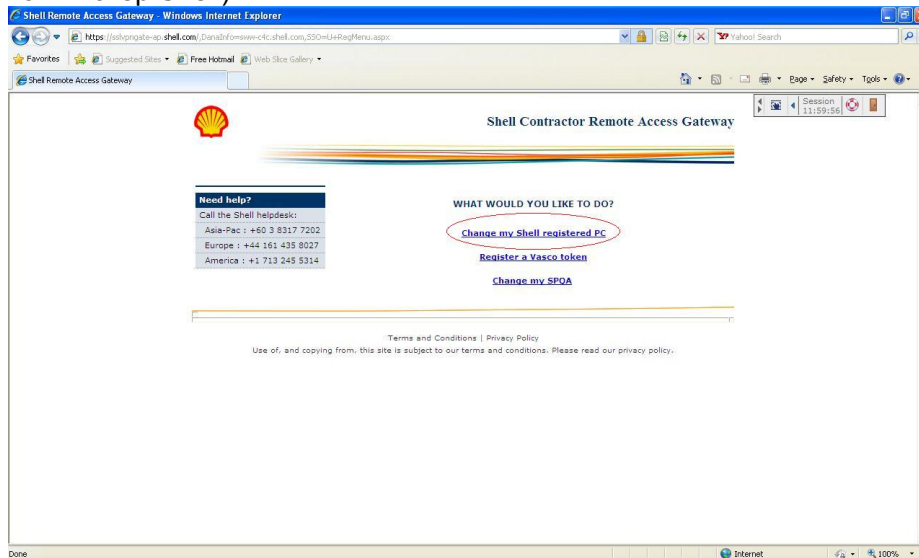 Shell Remote Access Gateway - Windows Internet Explorer
https://sslvpngate-ap.shell.com/,DanaInfo=sww-c4c.shell.com,SSO=U+RegMenu.aspx
Yahoo! Search
Favorites
Suggested Sites
Free Hotmail
Web Slice Gallery
Shell Remote Access Gateway
Page
Safety
Tools
Session
11:59:56
Shell Contractor Remote Access Gateway
Need help?
Call the Shell helpdesk:
Asia-Pac : +60 3 8317 7202
Europe : +44 161 435 8027
America : +1 713 245 5314
WHAT WOULD YOU LIKE TO DO?
Change my Shell registered PC
Register a Vasco token
Change my SPQA
Terms and Conditions | Privacy Policy
Use of, and copying from, this site is subject to our terms and conditions. Please read our privacy policy.
Done
Internet
100%